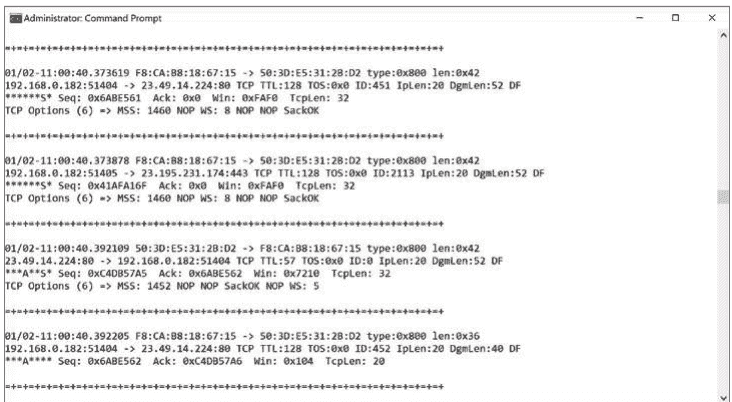 Administrator: Command Prompt
=+=+=+=+=+=+=+=+=+=+=+=+=+=+=+=+=+=+=+=+=+=+=+=+=+=+=+=+=+=+=+=+=+=+=+=+=+
01/02-11:00:40.373619 F8:CA:B8:18:67:15 -> 50:3D:E5:31:2B:D2 type:0x800 len:0x42
192.168.0.182:51404 -> 23.49.14.224:80 TCP TTL:128 TOS:0x0 ID:451 IpLen:20 DgmLen:52 DF
******S* Seq: 0x6ABE561 Ack: 0x0 Win: 0xFAF0 TcpLen: 32
TCP Options (6) => MSS: 1460 NOP WS: 8 NOP NOP SackOK
=+=+=+=+=+=+=+=+=+=+=+=+=+=+=+=+=+=+=+=+=+=+=+=+=+=+=+=+=+=+=+=+=+=+=+=+=+
01/02-11:00:40.373878 F8:CA:B8:18:67:15 -> 50:3D:E5:31:2B:D2 type:0x800 len:0x42
192.168.0.182:51405 -> 23.195.231.174:443 TCP TTL:128 TOS:0x0 ID:2113 IpLen:20 DgmLen:52 DF
******S* Seq: 0x41AFA16F Ack: 0x0 Win: 0xFAF0 TcpLen: 32
TCP Options (6) => MSS: 1460 NOP WS: 8 NOP NOP SackOK
=+=+=+=+=+=+=+=+=+=+=+=+=+=+=+=+=+=+=+=+=+=+=+=+=+=+=+=+=+=+=+=+=+=+=+=+=+
01/02-11:00:40.392109 50:3D:E5:31:2B:D2 -> F8:CA:B8:18:67:15 type:0x800 len:0x42
23.49.14.224:80 -> 192.168.0.182:51404 TCP TTL:57 TOS:0x0 ID:0 IpLen:20 DgmLen:52 DF
***A**S* Seq: 0xC4DB57A5 Ack: 0x6ABE562 Win: 0x7210 TcpLen: 32
TCP Options (6) => MSS: 1452 NOP NOP SackOK NOP WS: 5
=+=+=+=+=+=+=+=+=+=+=+=+=+=+=+=+=+=+=+=+=+=+=+=+=+=+=+=+=+=+=+=+=+=+=+=+=+
01/02-11:00:40.392205 F8:CA:B8:18:67:15 -> 50:3D:E5:31:2B:D2 type:0x800 len:0x36
192.168.0.182:51404 -> 23.49.14.224:80 TCP TTL:128 TOS:0x0 ID:452 IpLen:20 DgmLen:40 DF
***A**** Seq: 0x6ABE562 Ack: 0xC4DB57A6 Win: 0x104 TcpLen: 20
=+=+=+=+=+=+=+=+=+=+=+=+=+=+=+=+=+=+=+=+=+=+=+=+=+=+=+=+=+=+=+=+=+=+=+=+=+